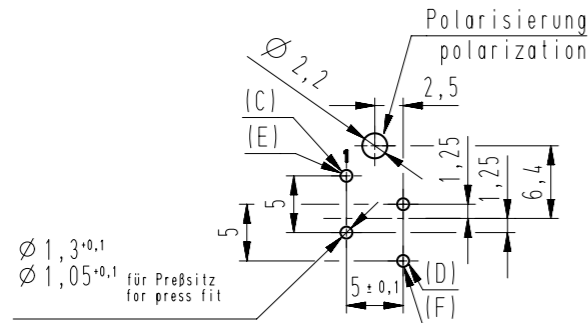 Polarisierung
polarization
Ø 2,2
2,5
(C)
(E)
1
1,25
1,25
6,4
5
5
Ø 1,3+0,1
Ø 1,05+0,1 für Preßsitz
for press fit
5 ± 0,1
(D)
(F)